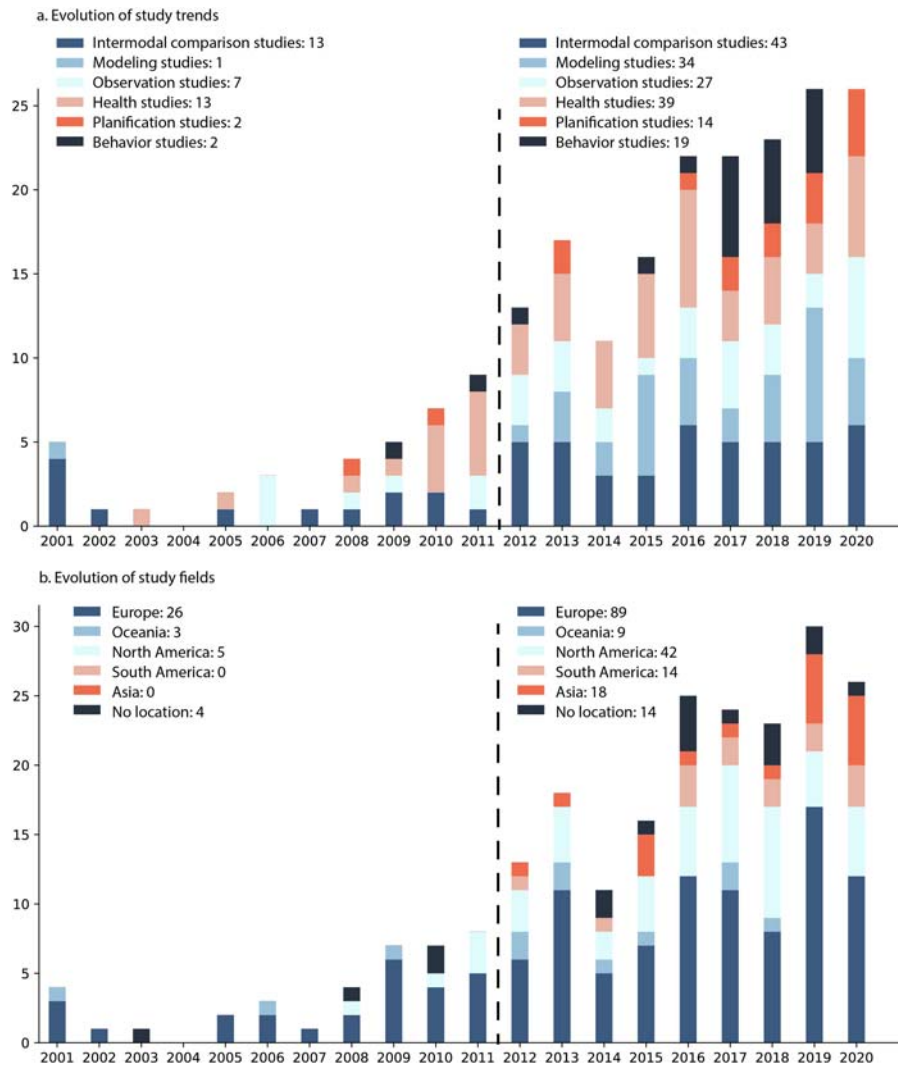 a. Evolution of study trends
Intermodal comparison studies: 13
Modeling studies: 1
Observation studies: 7
Health studies: 13
Planification studies: 2
Behavior studies: 2
Intermodal comparison studies: 43
Modeling studies: 34
Observation studies: 27
Health studies: 39
Planification studies: 14
Behavior studies: 19
25
20
15
10
5
0
2001 2002 2003 2004 2005 2006 2007 2008 2009 2010 2011 2012 2013 2014 2015 2016 2017 2018 2019 2020
b. Evolution of study fields
Europe: 26
Oceania: 3
North America: 5
South America: 0
Asia: 0
No location: 4
Europe: 89
Oceania: 9
North America: 42
South America: 14
Asia: 18
No location: 14
30
25
20
15
10
5
0
2001 2002 2003 2004 2005 2006 2007 2008 2009 2010 2011 2012 2013 2014 2015 2016 2017 2018 2019 2020